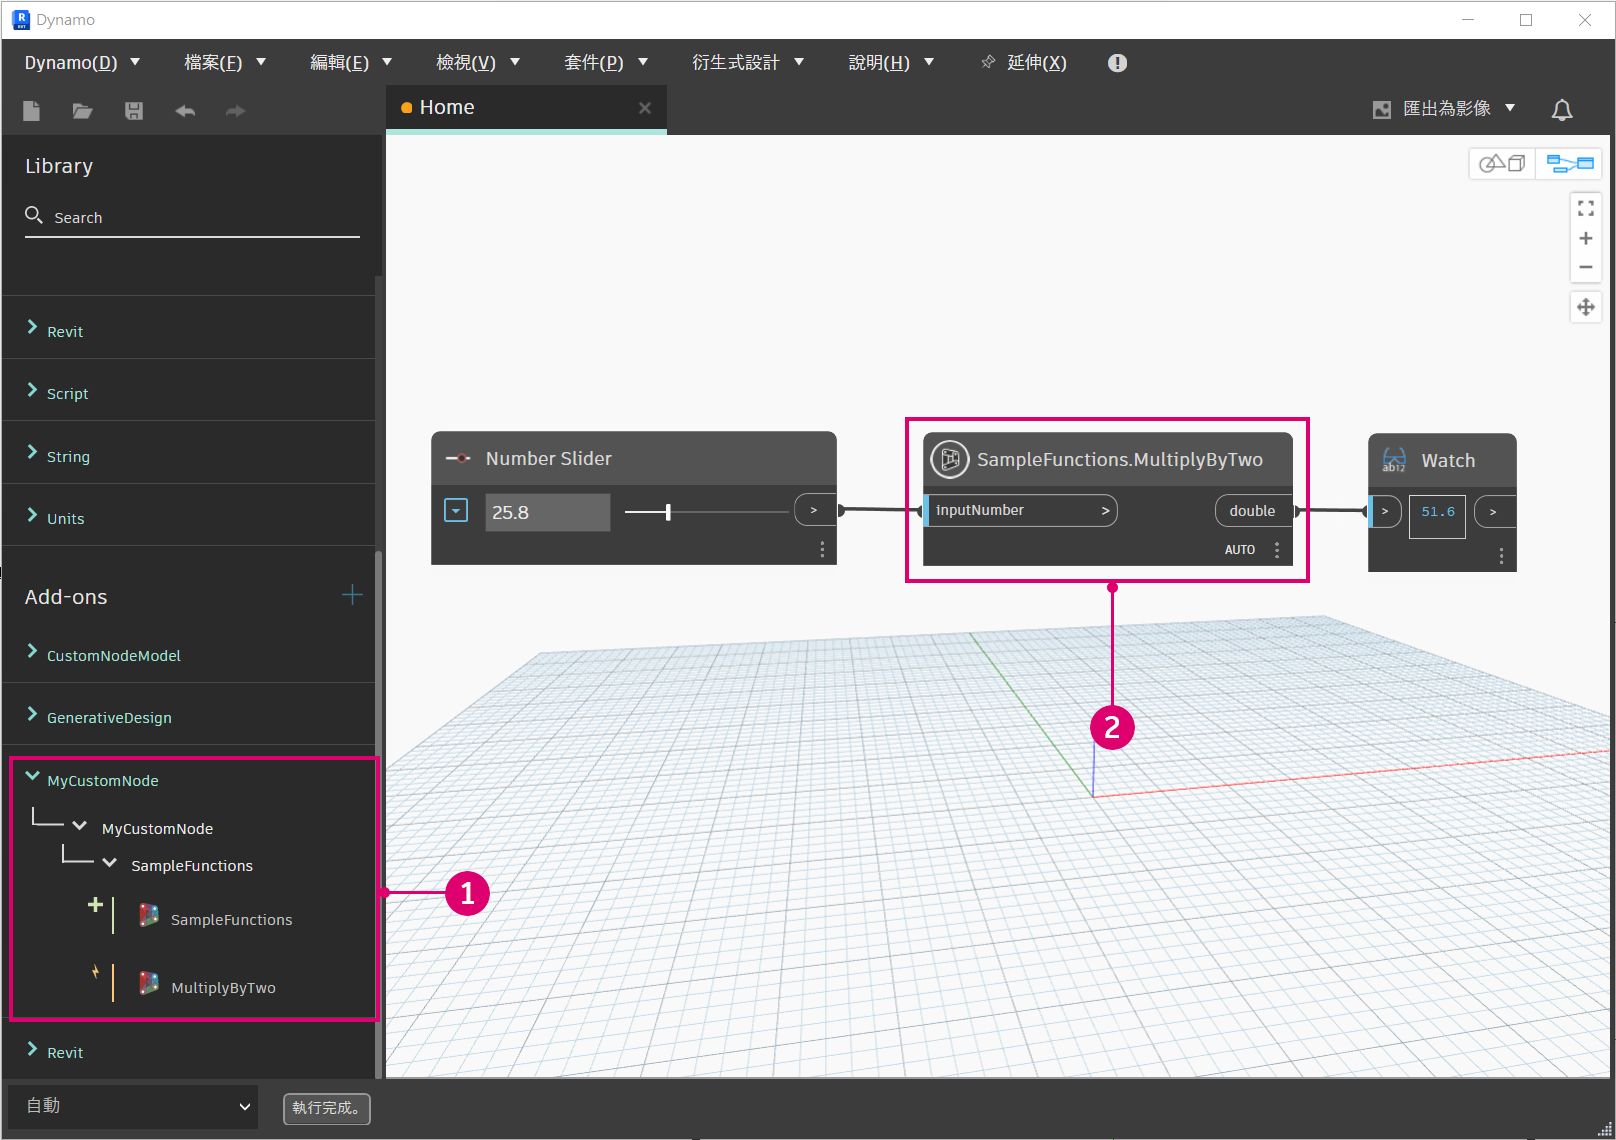 Dynamo
Dynamo(D) 檔案(F) 編輯(E) 檢視(V) 套件(P) 衍生式設計 說明(H) 延伸(X)
Home
匯出為影像
Library
Search
Revit
Script
String
Units
Add-ons
CustomNodeModel
GenerativeDesign
MyCustomNode
MyCustomNode
SampleFunctions
SampleFunctions
MultiplyByTwo
Revit
1
Number Slider
25.8
>
SampleFunctions.MultiplyByTwo
inputNumber >
double
AUTO
2
ab12
Watch
>
51.6
>
自動
執行完成。